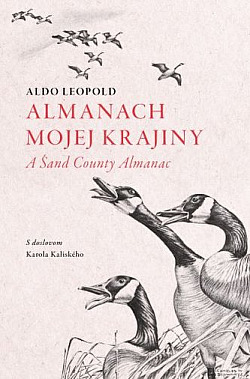 ALDO LEOPOLD
ALMANACH
MOJEJ KRAJINY
A Sand County Almanac
S doslovom
Karola Kaliského